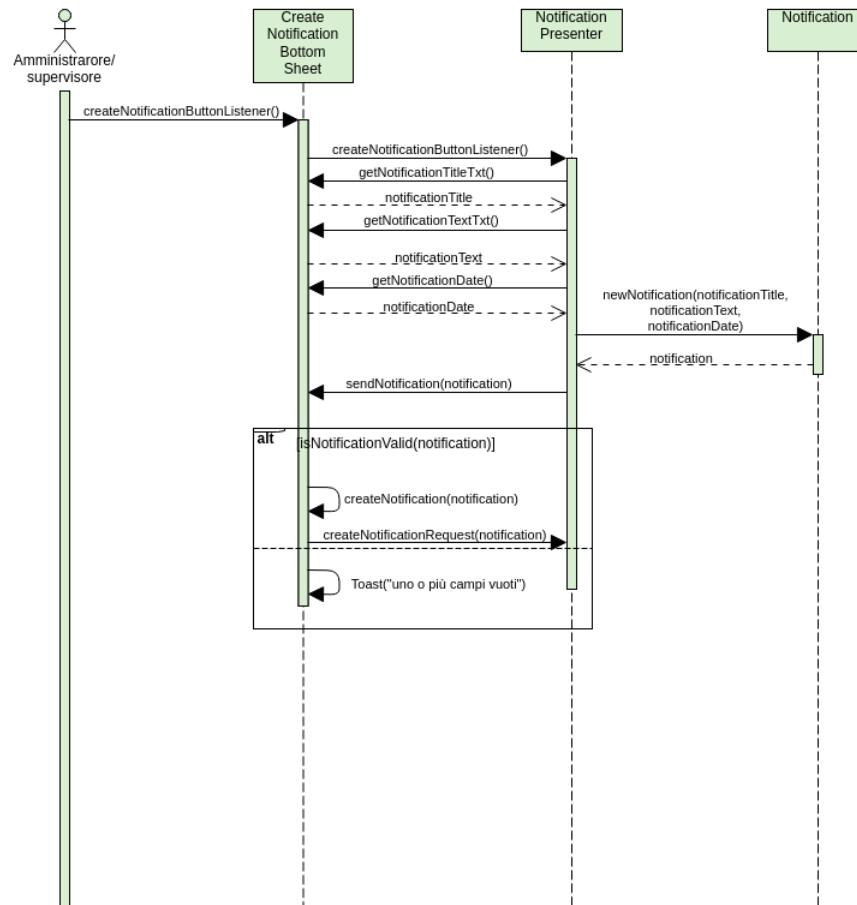 Amministrarore/
supervisore
Create
Notification
Bottom
Sheet
Notification
Presenter
Notification
createNotificationButtonListener()
createNotificationButtonListener()
getNotificationTitleTxt()
notificationTitle
getNotificationTextTxt()
notificationText
getNotificationDate()
notificationDate
newNotification(notificationTitle,
notificationText,
notificationDate)
notification
sendNotification(notification)
alt
[isNotificationValid(notification)]
createNotification(notification)
createNotificationRequest(notification)
Toast("uno o più campi vuoti")